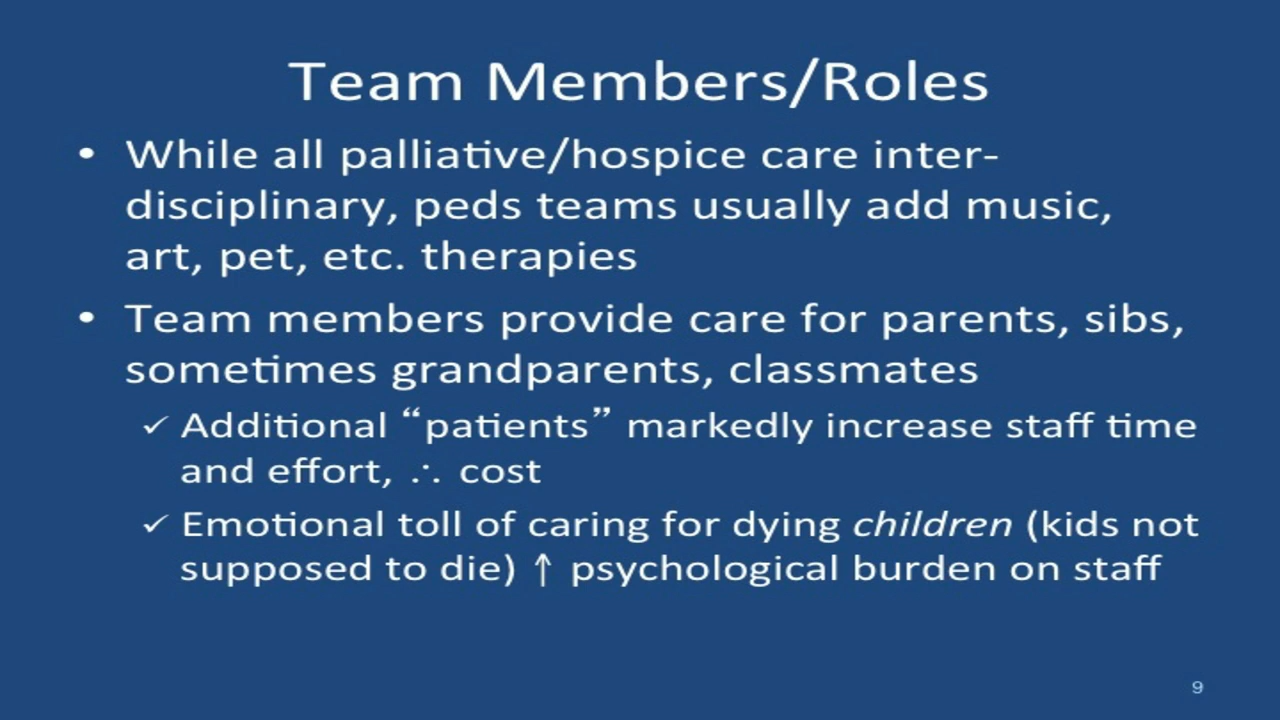 Team Members/Roles
• While all palliative/hospice care inter-
disciplinary, peds teams usually add music,
art, pet, etc. therapies
• Team members provide care for parents, sibs,
sometimes grandparents, classmates
✓ Additional “patients” markedly increase staff time
and effort, ∴ cost
✓ Emotional toll of caring for dying children (kids not
supposed to die) ↑ psychological burden on staff
9